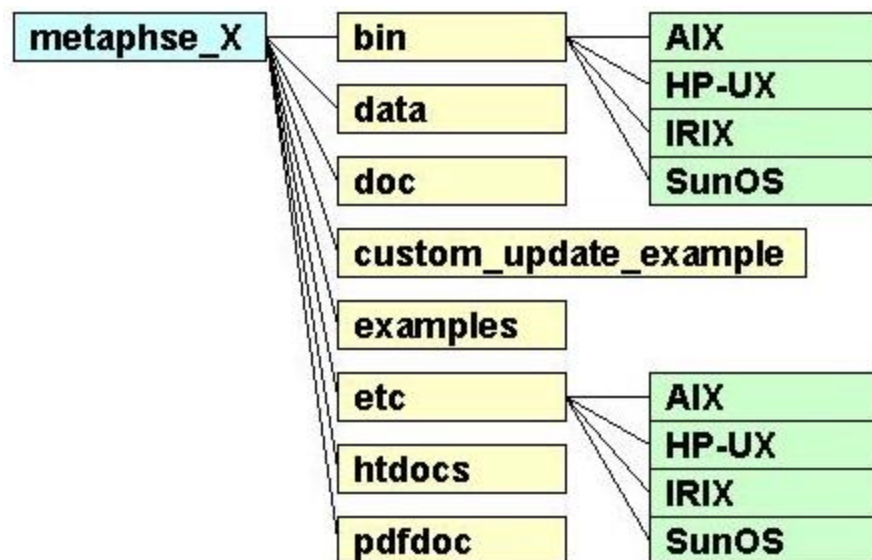 metaphse_X
bin
AIX
HP-UX
IRIX
SunOS
data
doc
custom_update_example
examples
etc
AIX
HP-UX
IRIX
SunOS
htdocs
pdfdoc